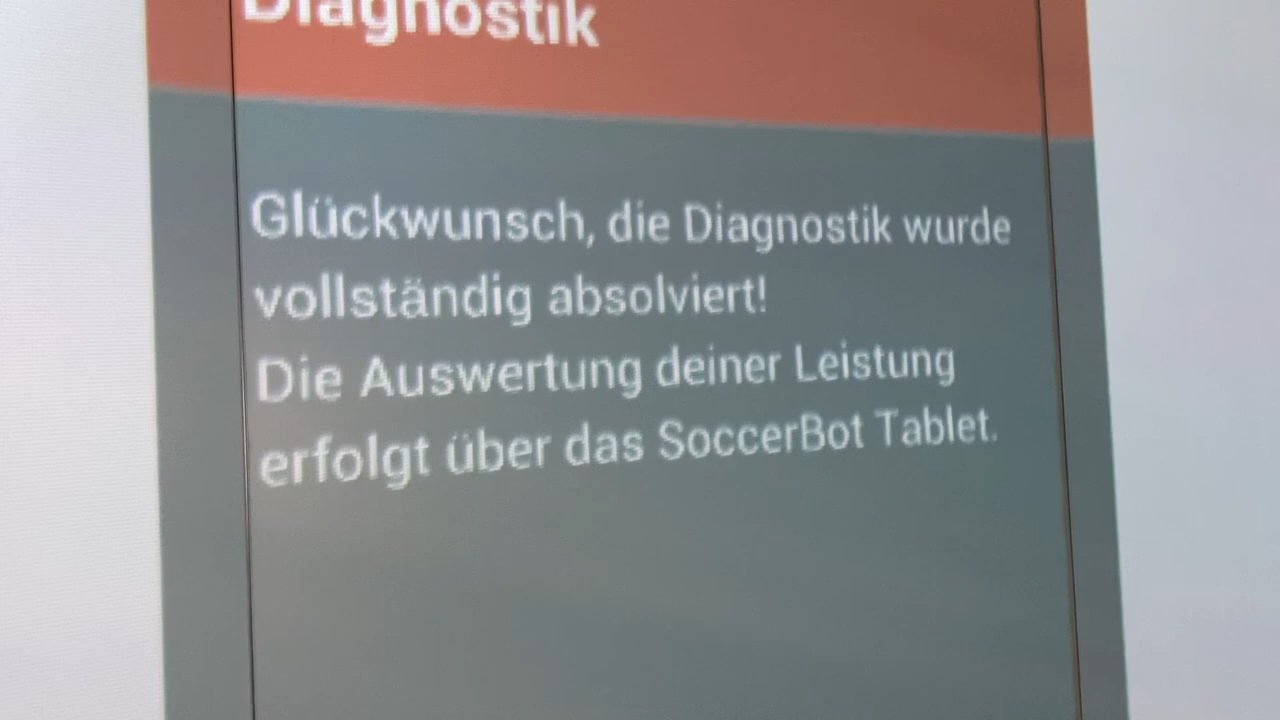 Diagnostik
Glückwunsch, die Diagnostik wurde
vollständig absolviert!
Die Auswertung deiner Leistung
erfolgt über das SoccerBot Tablet.